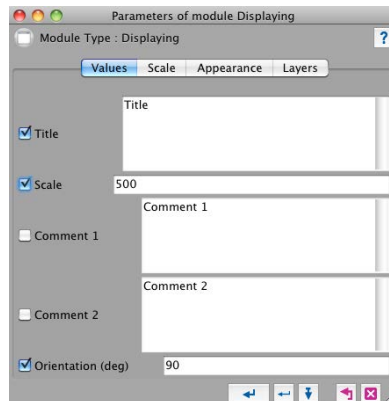 Parameters of module Displaying
Module Type : Displaying ?
Values Scale Appearance Layers
Title Title
Scale 500
Comment 1 Comment 1
Comment 2 Comment 2
Orientation (deg) 90